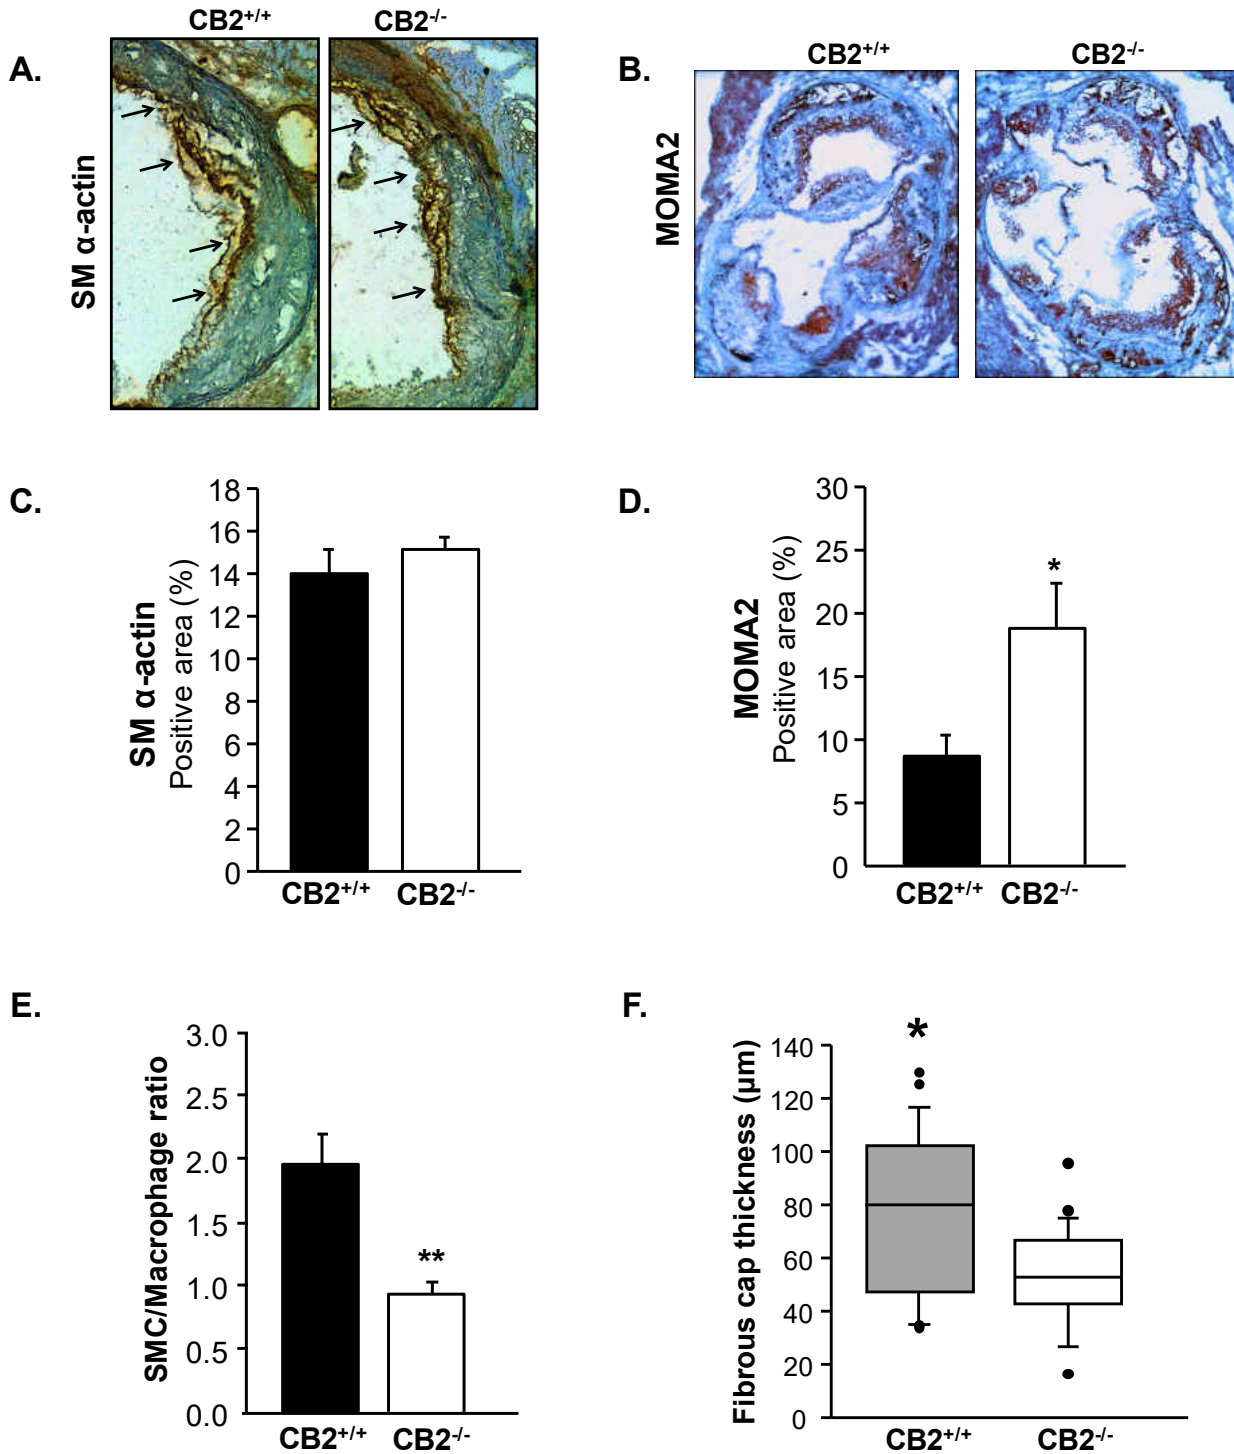 A.
CB2+/+ CB2-/-
SM α-actin
B.
CB2+/+ CB2-/-
MOMA2
C.
SM α-actin
Positive area (%)
18
16
14
12
10
8
6
4
2
0
CB2+/+ CB2-/-
D.
MOMA2
Positive area (%)
30
25
20
15
10
5
0
*
CB2+/+ CB2-/-
E.
SMC/Macrophage ratio
3.0
2.5
2.0
1.5
1.0
0.5
0.0
**
CB2+/+ CB2-/-
F.
Fibrous cap thickness (µm)
140
120
100
80
60
40
20
0
*
CB2+/+ CB2-/-